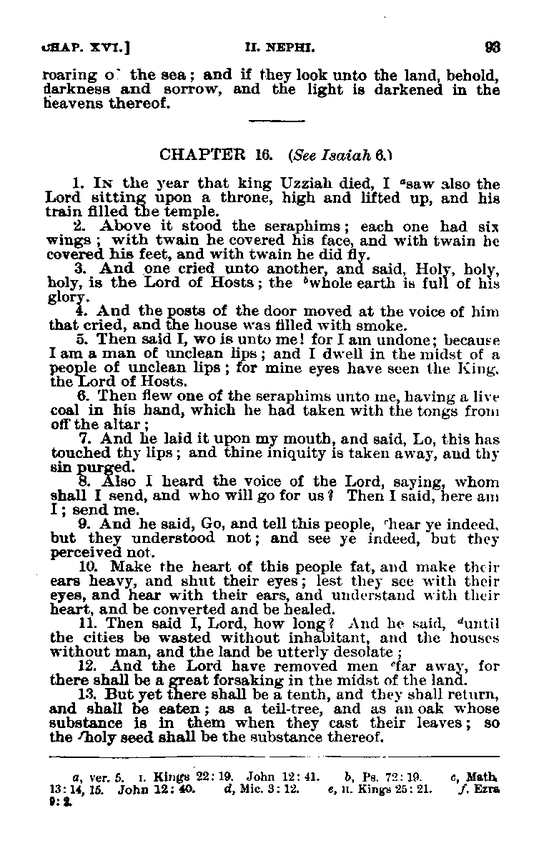 CHAP. XVI.] II. NEPHI. 93
roaring o the sea; and if they look unto the land, behold,
darkness and sorrow, and the light is darkened in the
heavens thereof.
CHAPTER 16. (See Isaiah 6.)
1. IN the year that king Uzziah died, I ᵃsaw also the
Lord sitting upon a throne, high and lifted up, and his
train filled the temple.
2. Above it stood the seraphims; each one had six
wings; with twain he covered his face, and with twain he
covered his feet, and with twain he did fly.
3. And one cried unto another, and said, Holy, holy,
holy, is the Lord of Hosts; the ᵇwhole earth is full of his
glory.
4. And the posts of the door moved at the voice of him
that cried, and the house was filled with smoke.
5. Then said I, wo is unto me! for I am undone; because
I am a man of unclean lips; and I dwell in the midst of a
people of unclean lips; for mine eyes have seen the King,
the Lord of Hosts.
6. Then flew one of the seraphims unto me, having a live
coal in his hand, which he had taken with the tongs from
off the altar;
7. And he laid it upon my mouth, and said, Lo, this has
touched thy lips; and thine iniquity is taken away, and thy
sin purged.
8. Also I heard the voice of the Lord, saying, whom
shall I send, and who will go for us? Then I said, here am
I; send me.
9. And he said, Go, and tell this people, ᶜhear ye indeed,
but they understood not; and see ye indeed, but they
perceived not.
10. Make the heart of this people fat, and make their
ears heavy, and shut their eyes; lest they see with their
eyes, and hear with their ears, and understand with their
heart, and be converted and be healed.
11. Then said I, Lord, how long? And he said, ᵈuntil
the cities be wasted without inhabitant, and the houses
without man, and the land be utterly desolate;
12. And the Lord have removed men ᵉfar away, for
there shall be a great forsaking in the midst of the land.
13. But yet there shall be a tenth, and they shall return,
and shall be eaten; as a teil-tree, and as an oak whose
substance is in them when they cast their leaves; so
the ᶠholy seed shall be the substance thereof.
a, ver. 5. I. Kings 22:19. John 12:41. b, Ps. 72:19. c, Math.
13:14, 15. John 12:40. d, Mic. 3:12. e, II. Kings 25:21. f. Ezra
9:2.